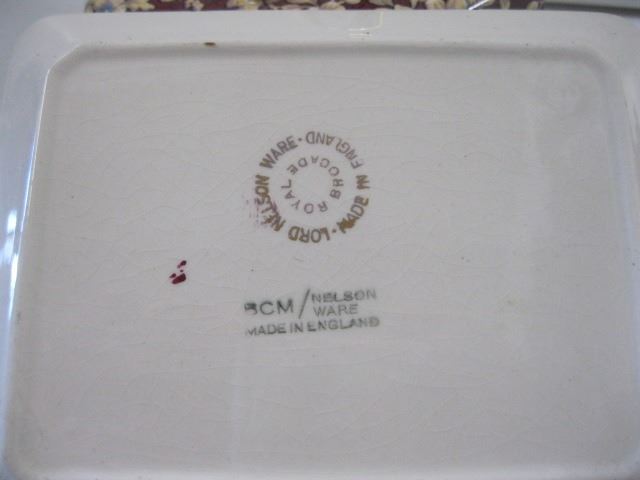 LORD NELSON WARE · MADE IN ENGLAND ·
ROYAL BROCADE
BCM/NELSON WARE
MADE IN ENGLAND